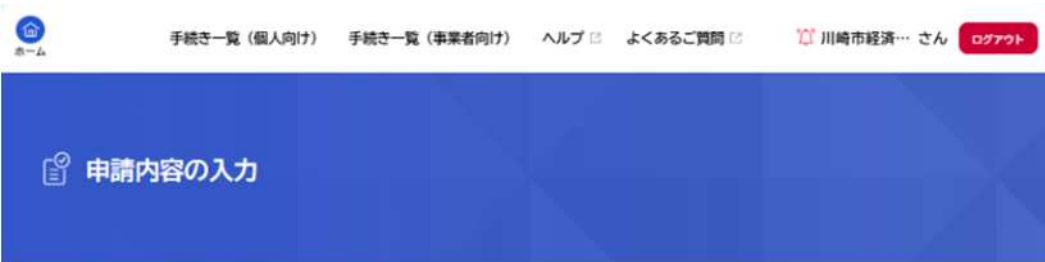 ホーム
手続き一覧（個人向け） 手続き一覧（事業者向け） ヘルプ よくあるご質問 川崎市経済… さん ログアウト
申請内容の入力